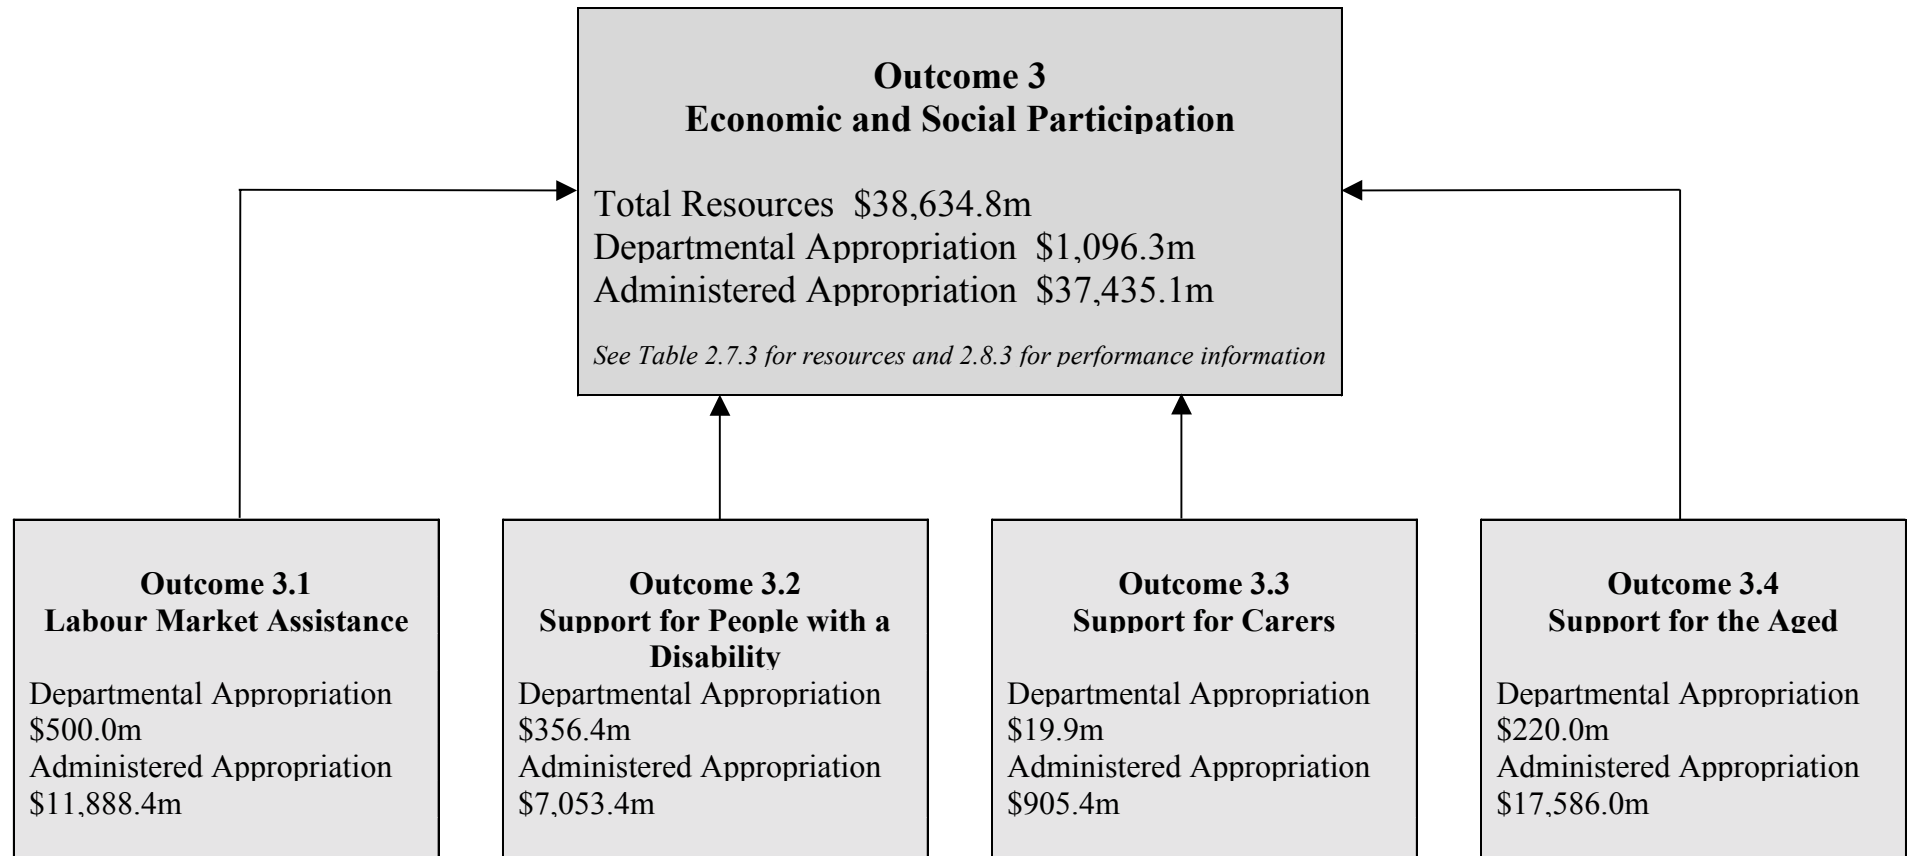 Outcome 3
Economic and Social Participation
Total Resources $38,634.8m
Departmental Appropriation $1,096.3m
Administered Appropriation $37,435.1m
See Table 2.7.3 for resources and 2.8.3 for performance information
Outcome 3.1
Labour Market Assistance
Departmental Appropriation
$500.0m
Administered Appropriation
$11,888.4m
Outcome 3.2
Support for People with a
Disability
Departmental Appropriation
$356.4m
Administered Appropriation
$7,053.4m
Outcome 3.3
Support for Carers
Departmental Appropriation
$19.9m
Administered Appropriation
$905.4m
Outcome 3.4
Support for the Aged
Departmental Appropriation
$220.0m
Administered Appropriation
$17,586.0m